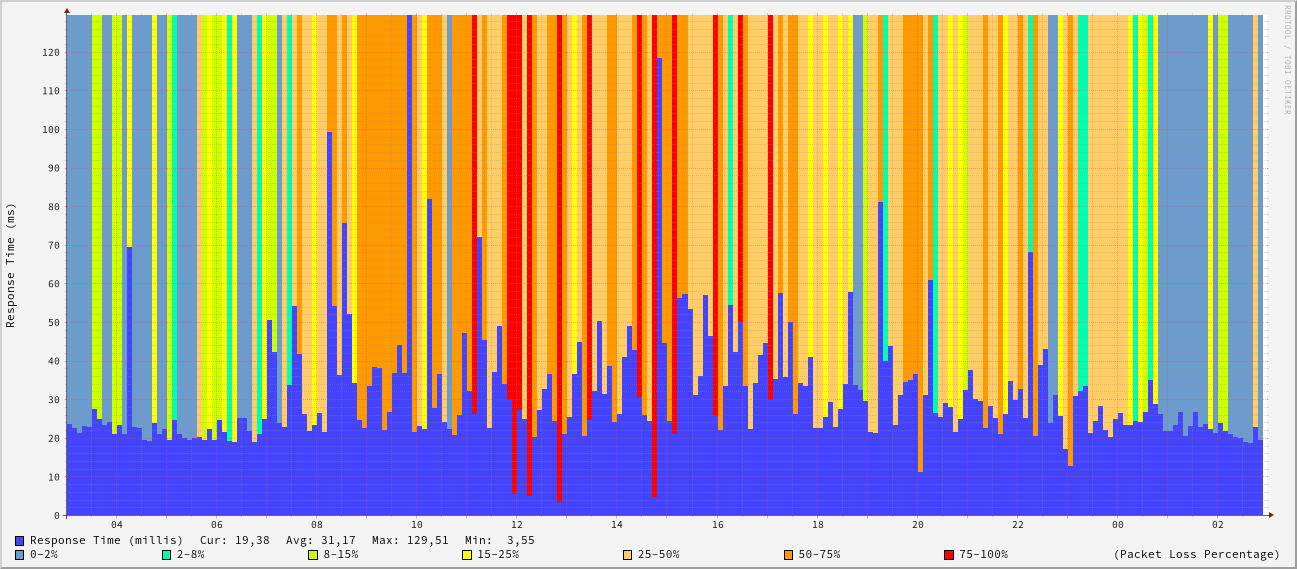 RRDTOOL / TOBI OETIKER
Response Time (ms)
120
110
100
90
80
70
60
50
40
30
20
10
0
04 06 08 10 12 14 16 18 20 22 00 02
Response Time (millis) Cur: 19,38 Avg: 31,17 Max: 129,51 Min: 3,55
0-2% 2-8% 8-15% 15-25% 25-50% 50-75% 75-100% (Packet Loss Percentage)